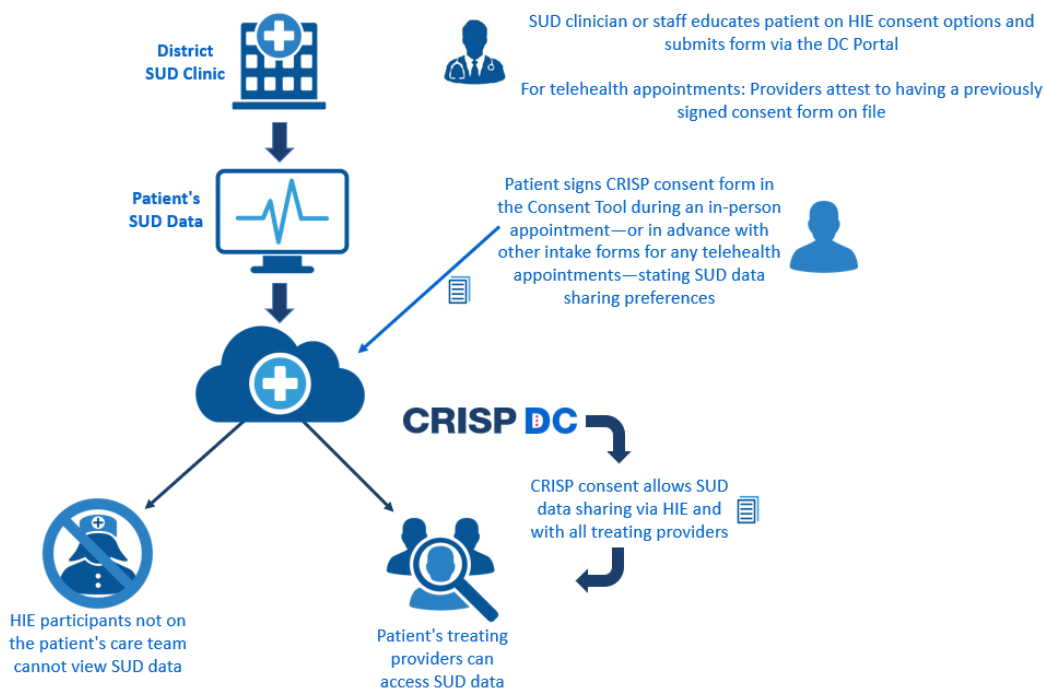 District
SUD Clinic
SUD clinician or staff educates patient on HIE consent options and
submits form via the DC Portal
For telehealth appointments: Providers attest to having a previously
signed consent form on file
Patient's
SUD Data
Patient signs CRISP consent form in
the Consent Tool during an in-person
appointment—or in advance with
other intake forms for any telehealth
appointments—stating SUD data
sharing preferences
CRISP DC
CRISP consent allows SUD
data sharing via HIE and
with all treating providers
HIE participants not on
the patient's care team
cannot view SUD data
Patient's treating
providers can
access SUD data